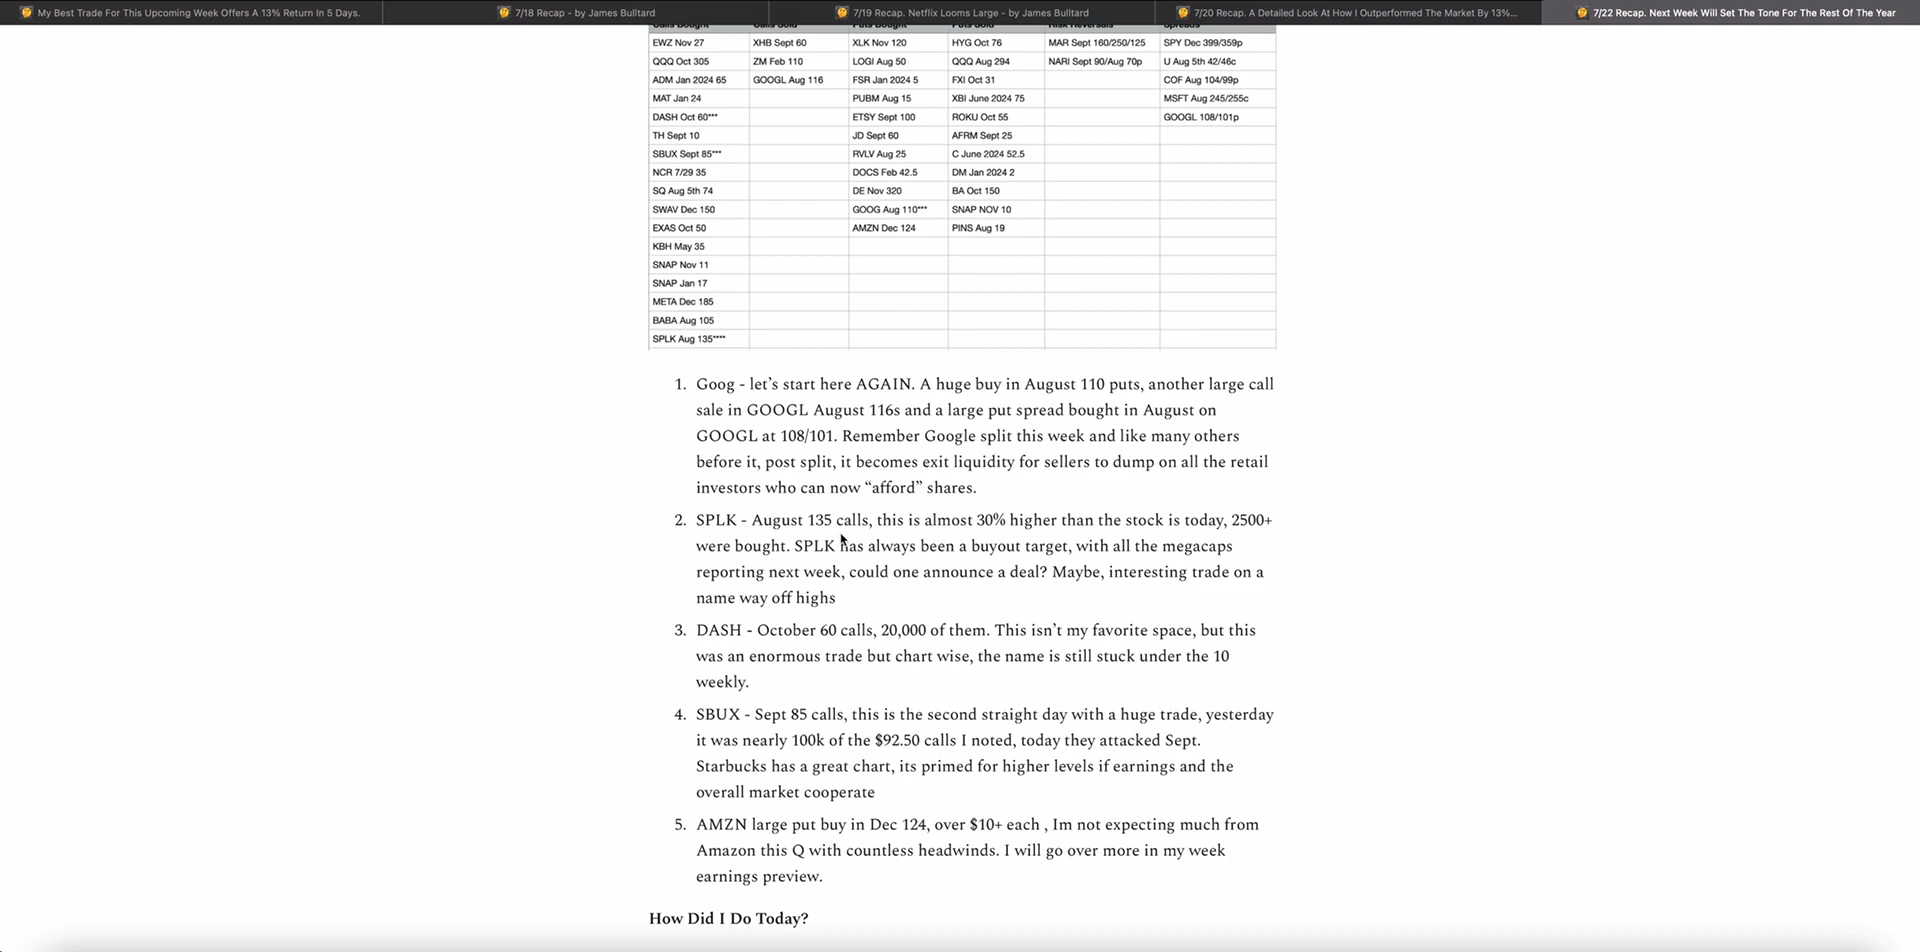 My Best Trade For This Upcoming Week Offers A 13% Return In 5 Days.
7/18 Recap - by James Bulltard
7/19 Recap. Netflix Looms Large - by James Bulltard
7/20 Recap. A Detailed Look At How I Outperformed The Market By 13%...
7/22 Recap. Next Week Will Set The Tone For The Rest Of The Year
Calls Bought Calls Sold Puts Bought Puts Sold Risk Reversals Spreads
EWZ Nov 27 XHB Sept 60 XLK Nov 120 HYG Oct 76 MAR Sept 160/250/125 SPY Dec 399/359p
QQQ Oct 305 ZM Feb 110 LOGI Aug 50 QQQ Aug 294 NARI Sept 90/Aug 70p U Aug 5th 42/46c
ADM Jan 2024 65 GOOGL Aug 116 FSR Jan 2024 5 FXI Oct 31 COF Aug 104/99p
MAT Jan 24 PUBM Aug 15 XBI June 2024 75 MSFT Aug 245/255c
DASH Oct 60*** ETSY Sept 100 ROKU Oct 55 GOOGL 108/101p
TH Sept 10 JD Sept 60 AFRM Sept 25
SBUX Sept 85*** RVLV Aug 25 C June 2024 52.5
NCR 7/29 35 DOCS Feb 42.5 DM Jan 2024 2
SQ Aug 5th 74 DE Nov 320 BA Oct 150
SWAV Dec 150 GOOG Aug 110*** SNAP NOV 10
EXAS Oct 50 AMZN Dec 124 PINS Aug 19
KBH May 35
SNAP Nov 11
SNAP Jan 17
META Dec 185
BABA Aug 105
SPLK Aug 135****
1. Goog - let’s start here AGAIN. A huge buy in August 110 puts, another large call
sale in GOOGL August 116s and a large put spread bought in August on
GOOGL at 108/101. Remember Google split this week and like many others
before it, post split, it becomes exit liquidity for sellers to dump on all the retail
investors who can now “afford” shares.
2. SPLK - August 135 calls, this is almost 30% higher than the stock is today, 2500+
were bought. SPLK has always been a buyout target, with all the megacaps
reporting next week, could one announce a deal? Maybe, interesting trade on a
name way off highs
3. DASH - October 60 calls, 20,000 of them. This isn’t my favorite space, but this
was an enormous trade but chart wise, the name is still stuck under the 10
weekly.
4. SBUX - Sept 85 calls, this is the second straight day with a huge trade, yesterday
it was nearly 100k of the $92.50 calls I noted, today they attacked Sept.
Starbucks has a great chart, its primed for higher levels if earnings and the
overall market cooperate
5. AMZN large put buy in Dec 124, over $10+ each , Im not expecting much from
Amazon this Q with countless headwinds. I will go over more in my week
earnings preview.
How Did I Do Today?